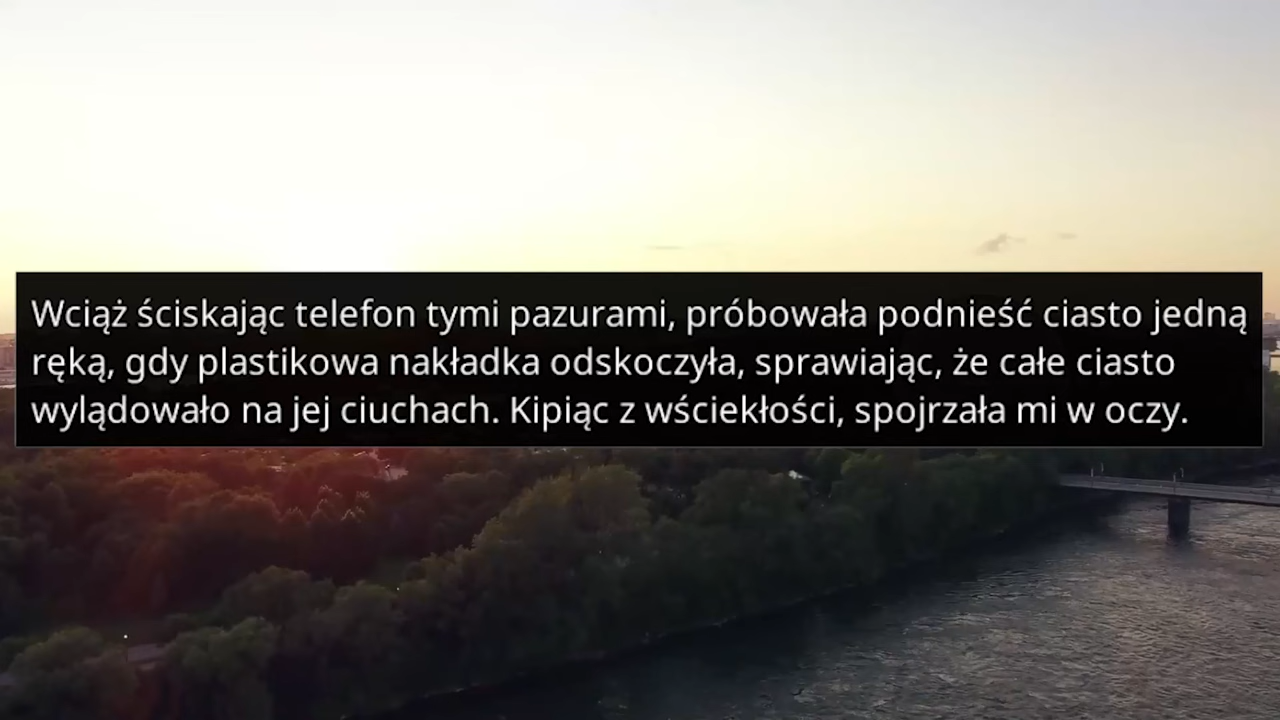 Wciąż ściskając telefon tymi pazurami, próbowała podnieść ciasto jedną
ręką, gdy plastikowa nakładka odskoczyła, sprawiając, że całe ciasto
wylądowało na jej ciuchach. Kipiąc z wściekłości, spojrzała mi w oczy.